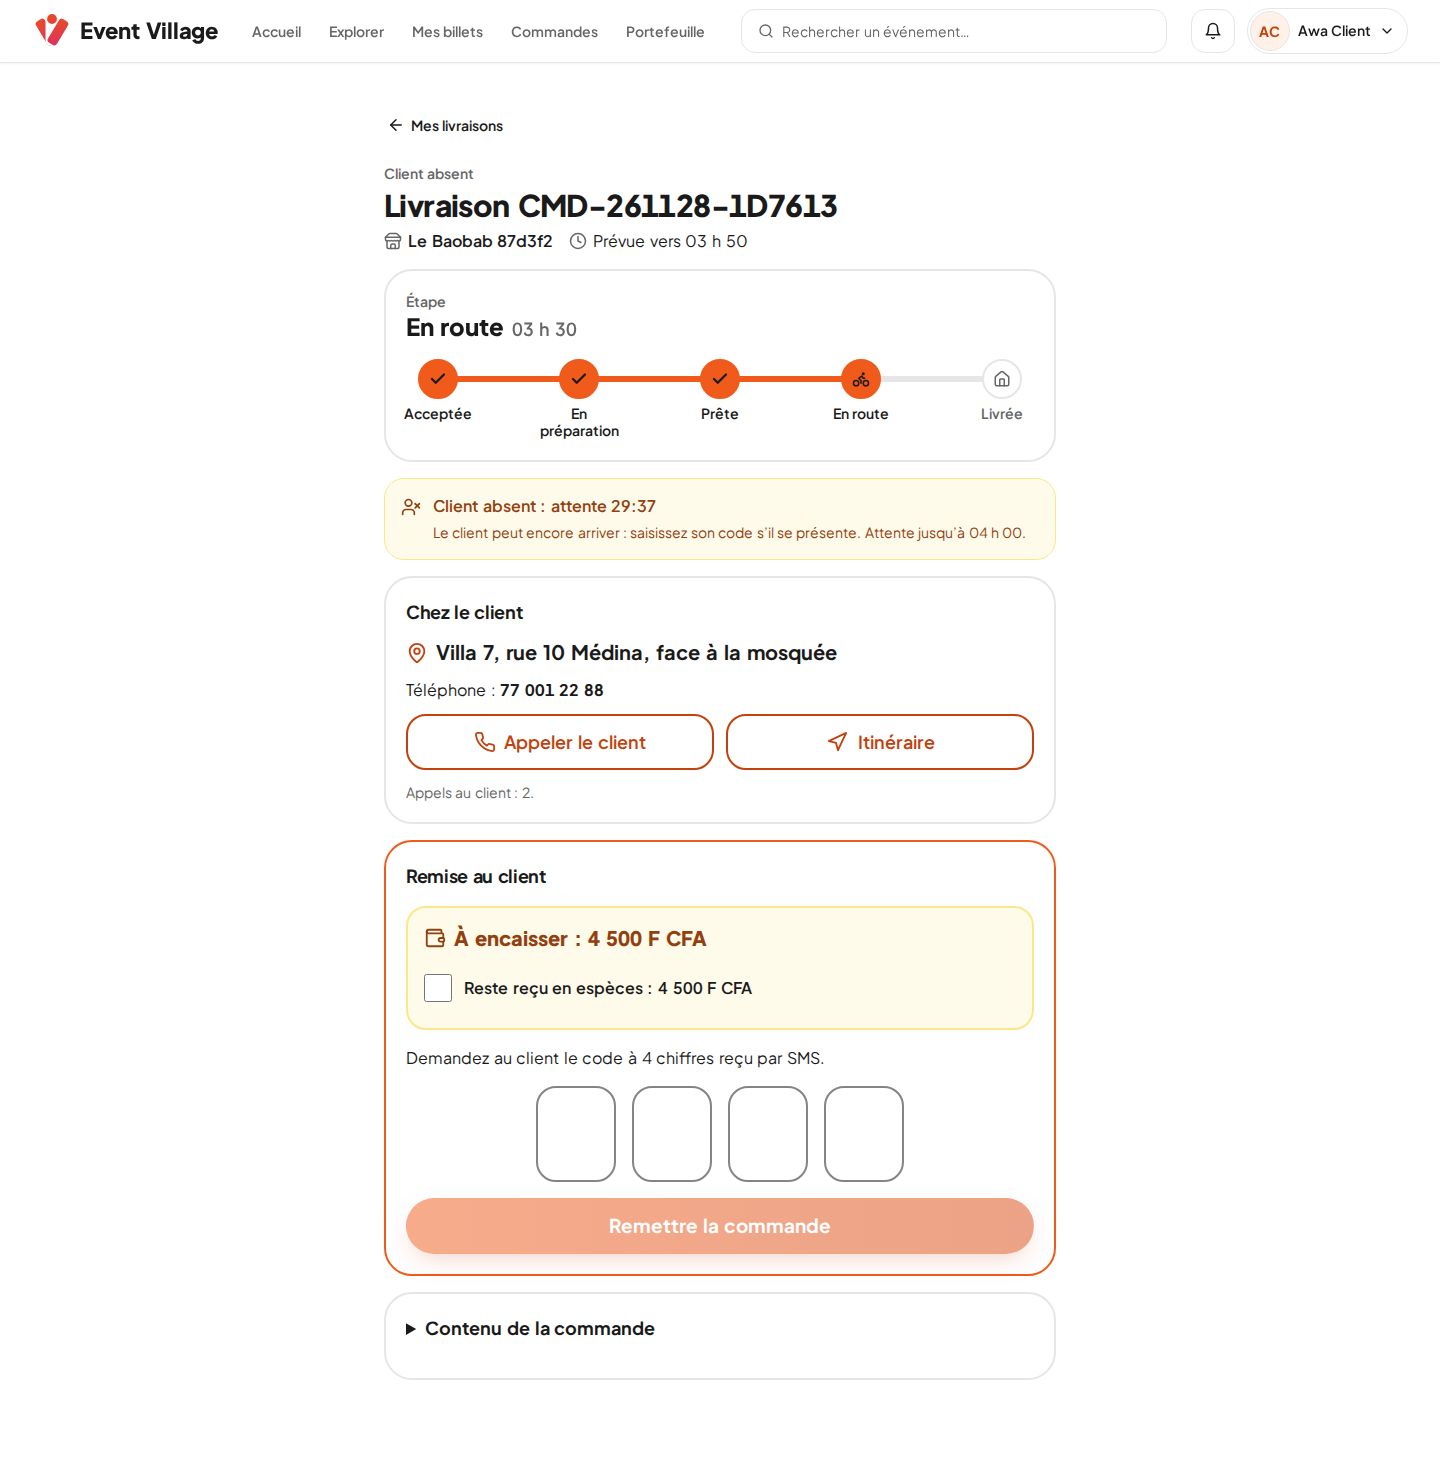 Event Village
Accueil
Explorer
Mes billets
Commandes
Portefeuille
Rechercher un événement…
AC
Awa Client
Mes livraisons
Client absent
Livraison CMD-261128-1D7613
Le Baobab 87d3f2
Prévue vers 03 h 50
Étape
En route 03 h 30
Acceptée
En
préparation
Prête
En route
Livrée
Client absent : attente 29:37
Le client peut encore arriver : saisissez son code s’il se présente. Attente jusqu’à 04 h 00.
Chez le client
Villa 7, rue 10 Médina, face à la mosquée
Téléphone : 77 001 22 88
Appeler le client
Itinéraire
Appels au client : 2.
Remise au client
À encaisser : 4 500 F CFA
Reste reçu en espèces : 4 500 F CFA
Demandez au client le code à 4 chiffres reçu par SMS.
Remettre la commande
Contenu de la commande